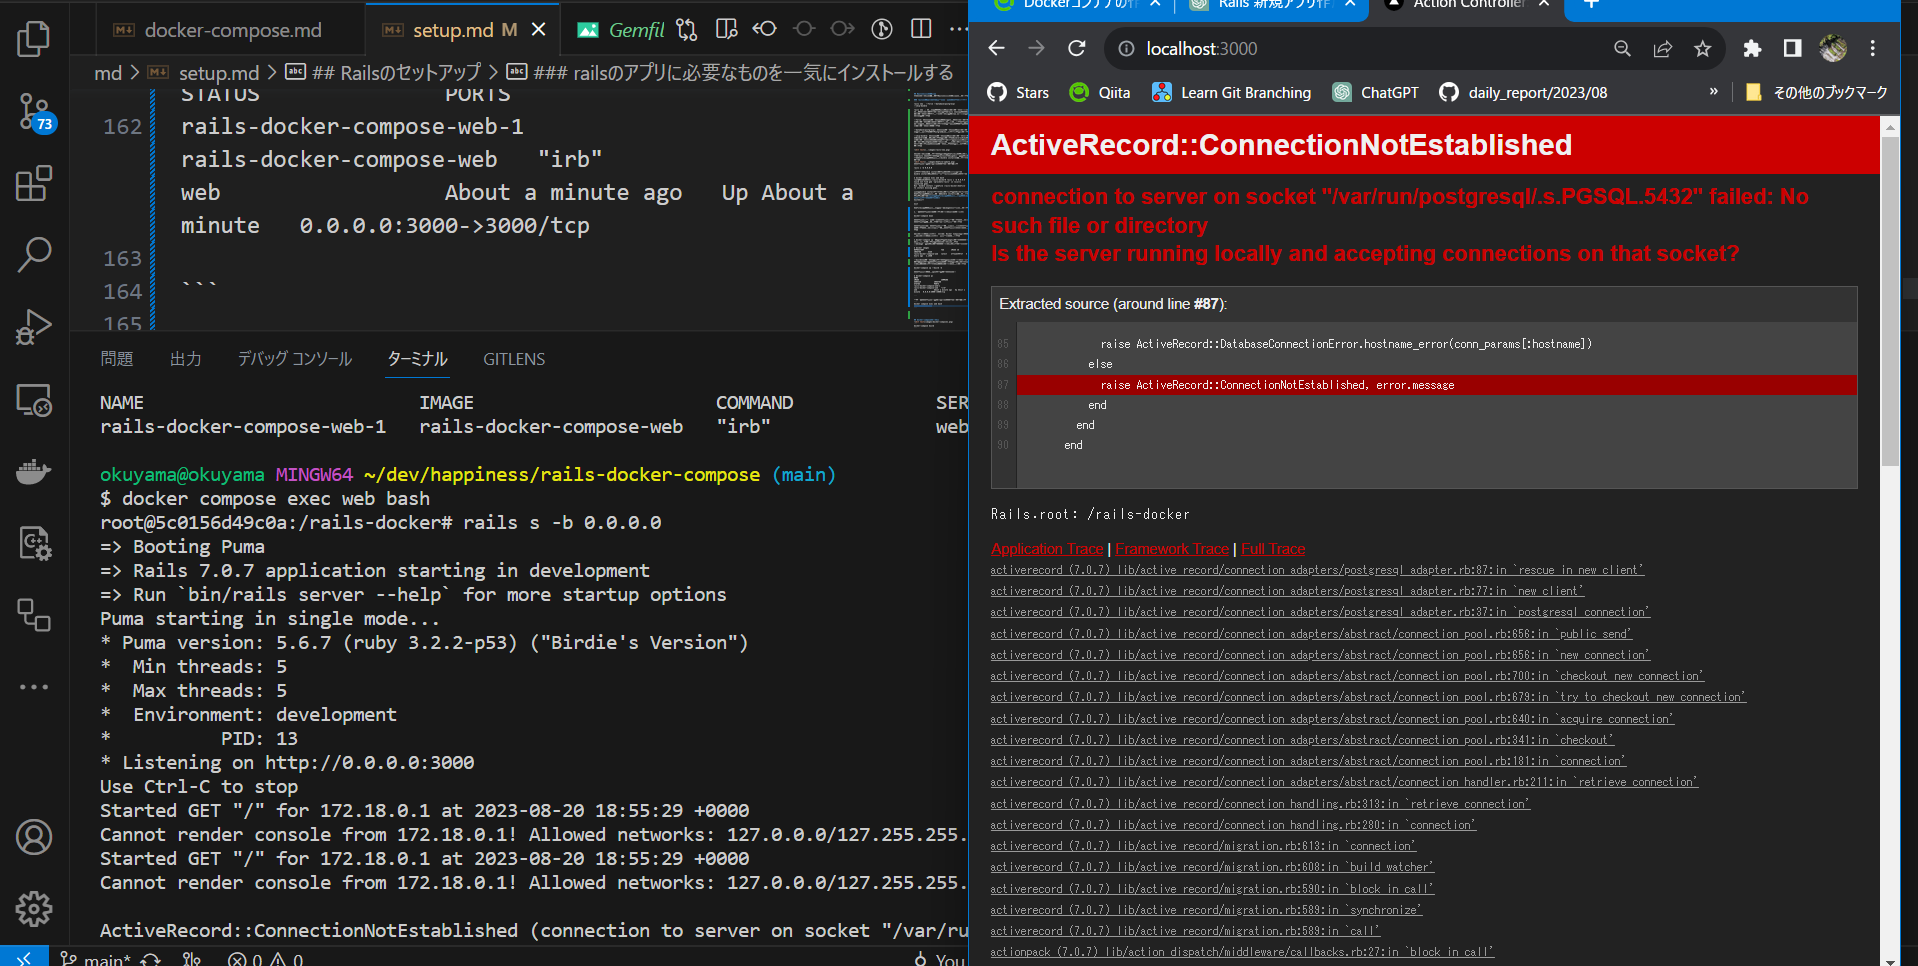 docker-compose.md
setup.md M
Gemfil
md > setup.md > ## Railsのセットアップ > ### railsのアプリに必要なものを一気にインストールする
STATUS PORTS
162 rails-docker-compose-web-1
rails-docker-compose-web "irb"
web About a minute ago Up About a
minute 0.0.0.0:3000->3000/tcp
163
164 ```
165
73
問題 出力 デバッグ コンソール ターミナル GITLENS
NAME IMAGE COMMAND SER
rails-docker-compose-web-1 rails-docker-compose-web "irb" web
okuyama@okuyama MINGW64 ~/dev/happiness/rails-docker-compose (main)
$ docker compose exec web bash
root@5c0156d49c0a:/rails-docker# rails s -b 0.0.0.0
=> Booting Puma
=> Rails 7.0.7 application starting in development
=> Run `bin/rails server --help` for more startup options
Puma starting in single mode...
* Puma version: 5.6.7 (ruby 3.2.2-p53) ("Birdie's Version")
* Min threads: 5
* Max threads: 5
* Environment: development
* PID: 13
* Listening on http://0.0.0.0:3000
Use Ctrl-C to stop
Started GET "/" for 172.18.0.1 at 2023-08-20 18:55:29 +0000
Cannot render console from 172.18.0.1! Allowed networks: 127.0.0.0/127.255.255.
Started GET "/" for 172.18.0.1 at 2023-08-20 18:55:29 +0000
Cannot render console from 172.18.0.1! Allowed networks: 127.0.0.0/127.255.255.
ActiveRecord::ConnectionNotEstablished (connection to server on socket "/var/ru
main* 0 0 You
Dockerコンテナの作 Rails 新規アプリ作 Action Controller
localhost:3000
Stars Qiita Learn Git Branching ChatGPT daily_report/2023/08 » その他のブックマーク
ActiveRecord::ConnectionNotEstablished
connection to server on socket "/var/run/postgresql/.s.PGSQL.5432" failed: No
such file or directory
Is the server running locally and accepting connections on that socket?
Extracted source (around line #87):
85 raise ActiveRecord::DatabaseConnectionError.hostname_error(conn_params[:hostname])
86 else
87 raise ActiveRecord::ConnectionNotEstablished, error.message
88 end
89 end
90 end
Rails.root: /rails-docker
Application Trace | Framework Trace | Full Trace
activerecord (7.0.7) lib/active_record/connection_adapters/postgresql_adapter.rb:87:in `rescue in new_client'
activerecord (7.0.7) lib/active_record/connection_adapters/postgresql_adapter.rb:77:in `new_client'
activerecord (7.0.7) lib/active_record/connection_adapters/postgresql_adapter.rb:37:in `postgresql_connection'
activerecord (7.0.7) lib/active_record/connection_adapters/abstract/connection_pool.rb:656:in `public_send'
activerecord (7.0.7) lib/active_record/connection_adapters/abstract/connection_pool.rb:656:in `new_connection'
activerecord (7.0.7) lib/active_record/connection_adapters/abstract/connection_pool.rb:700:in `checkout_new_connection'
activerecord (7.0.7) lib/active_record/connection_adapters/abstract/connection_pool.rb:679:in `try_to_checkout_new_connection'
activerecord (7.0.7) lib/active_record/connection_adapters/abstract/connection_pool.rb:640:in `acquire_connection'
activerecord (7.0.7) lib/active_record/connection_adapters/abstract/connection_pool.rb:341:in `checkout'
activerecord (7.0.7) lib/active_record/connection_adapters/abstract/connection_pool.rb:181:in `connection'
activerecord (7.0.7) lib/active_record/connection_adapters/abstract/connection_handler.rb:211:in `retrieve_connection'
activerecord (7.0.7) lib/active_record/connection_handling.rb:313:in `retrieve_connection'
activerecord (7.0.7) lib/active_record/connection_handling.rb:280:in `connection'
activerecord (7.0.7) lib/active_record/migration.rb:613:in `connection'
activerecord (7.0.7) lib/active_record/migration.rb:608:in `build_watcher'
activerecord (7.0.7) lib/active_record/migration.rb:590:in `block in call'
activerecord (7.0.7) lib/active_record/migration.rb:589:in `synchronize'
activerecord (7.0.7) lib/active_record/migration.rb:589:in `call'
actionpack (7.0.7) lib/action_dispatch/middleware/callbacks.rb:27:in `block in call'